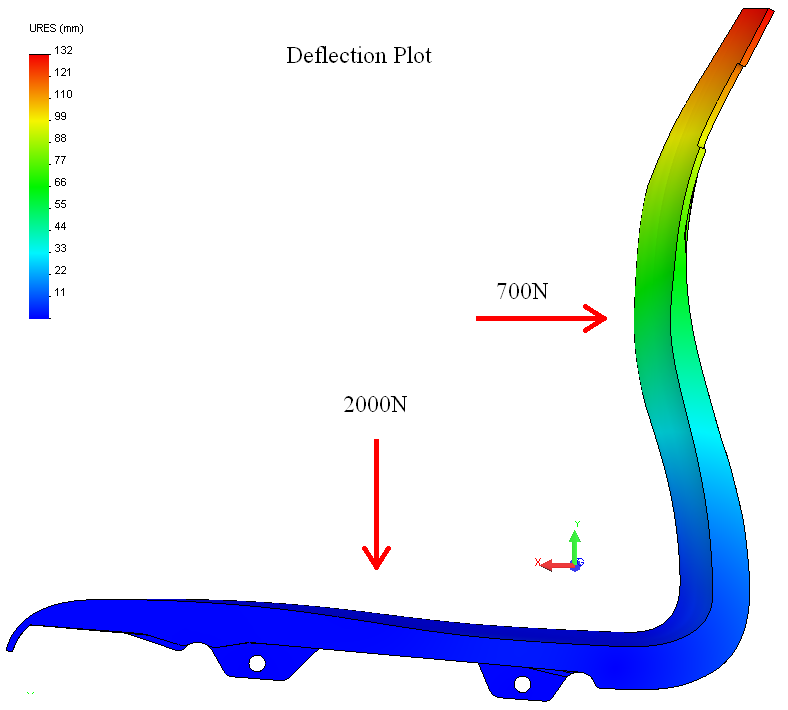 URES (mm)
132
121
110
99
88
77
66
55
44
33
22
11
Deflection Plot
700N
2000N
Y
X